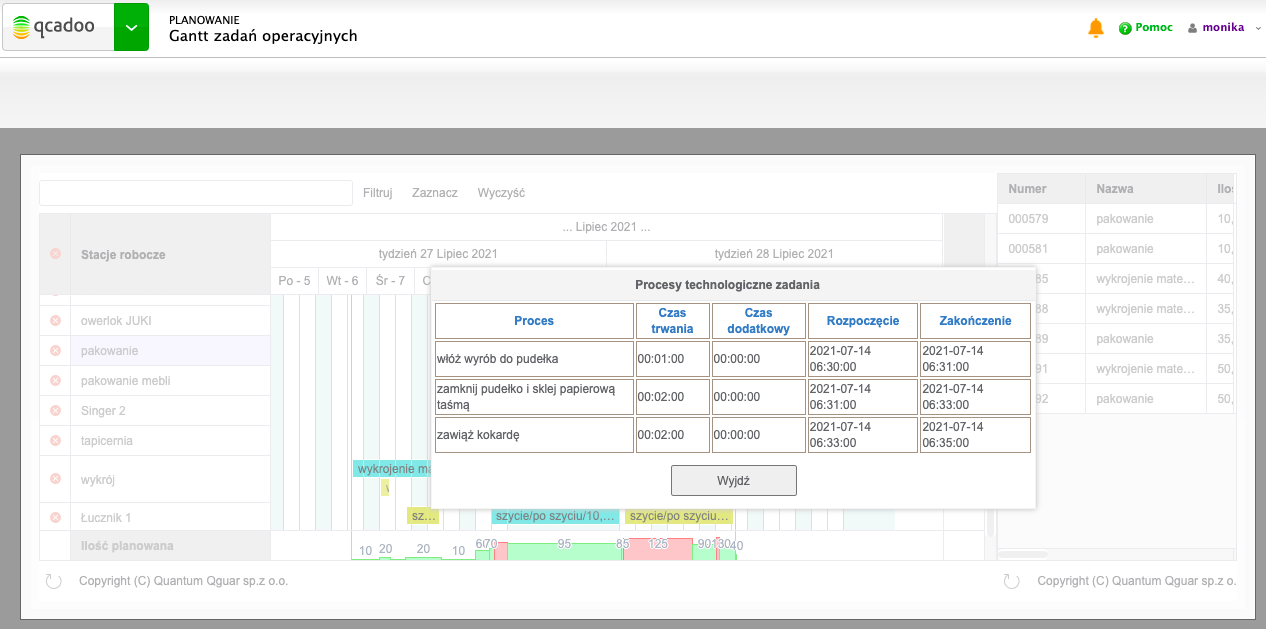 qcadoo
PLANOWANIE
Gantt zadań operacyjnych
Pomoc
monika
Filtruj Zaznacz Wyczyść
Stacje robocze
... Lipiec 2021 ...
tydzień 27 Lipiec 2021
tydzień 28 Lipiec 2021
Po - 5 Wt - 6 Śr - 7
owerlok JUKI
pakowanie
pakowanie mebli
Singer 2
tapicernia
wykrój
wykrojenie ma
Łucznik 1
sz... szycie/po szyciu/10,... szycie/po szyciu...
Ilość planowana
10 20 20 10 60 70 95 85 125 90 130 40
Copyright (C) Quantum Qguar sp.z o.o.
Procesy technologiczne zadania
Proces
Czas
trwania
Czas
dodatkowy
Rozpoczęcie
Zakończenie
włóż wyrób do pudełka
00:01:00
00:00:00
2021-07-14
06:30:00
2021-07-14
06:31:00
zamknij pudełko i sklej papierową
taśmą
00:02:00
00:00:00
2021-07-14
06:31:00
2021-07-14
06:33:00
zawiąż kokardę
00:02:00
00:00:00
2021-07-14
06:33:00
2021-07-14
06:35:00
Wyjdź
Numer Nazwa Iloś
000579 pakowanie 10,
000581 pakowanie 10,
85 wykrojenie mate... 40,
88 wykrojenie mate... 35,
89 pakowanie 35,
91 wykrojenie mate... 50,
92 pakowanie 50,
Copyright (C) Quantum Qguar sp.z o.